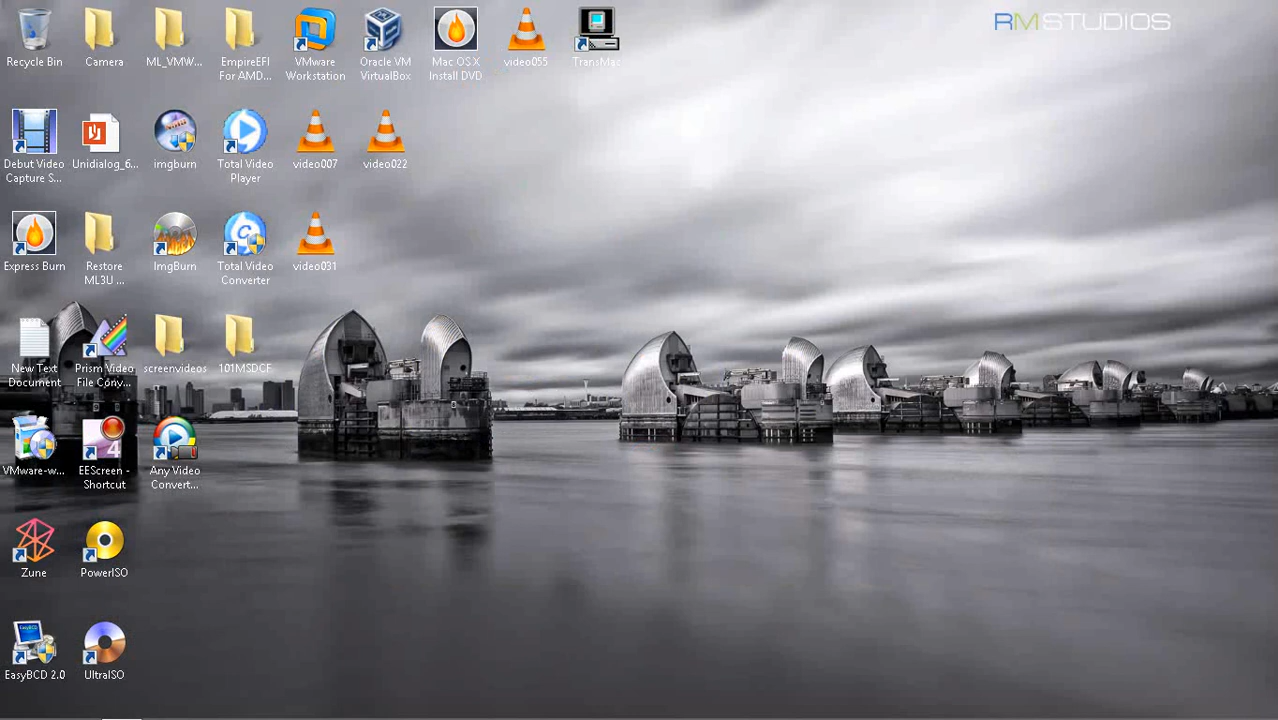 RMSTUDIOS
Recycle Bin
Camera
ML_VMW...
EmpireEFI
For AMD...
VMware
Workstation
Oracle VM
VirtualBox
Mac OS X
Install DVD
video055
TransMac
Debut Video
Capture S...
Unidialog_6...
imgburn
Total Video
Player
video007
video022
Express Burn
Restore
ML3U ...
ImgBurn
Total Video
Converter
video031
New Text
Document
Prism Video
File Conv...
screenvideos
101MSDCF
VMware-w...
EEScreen -
Shortcut
4
Any Video
Convert...
Zune
PowerISO
EasyBCD 2.0
UltraISO